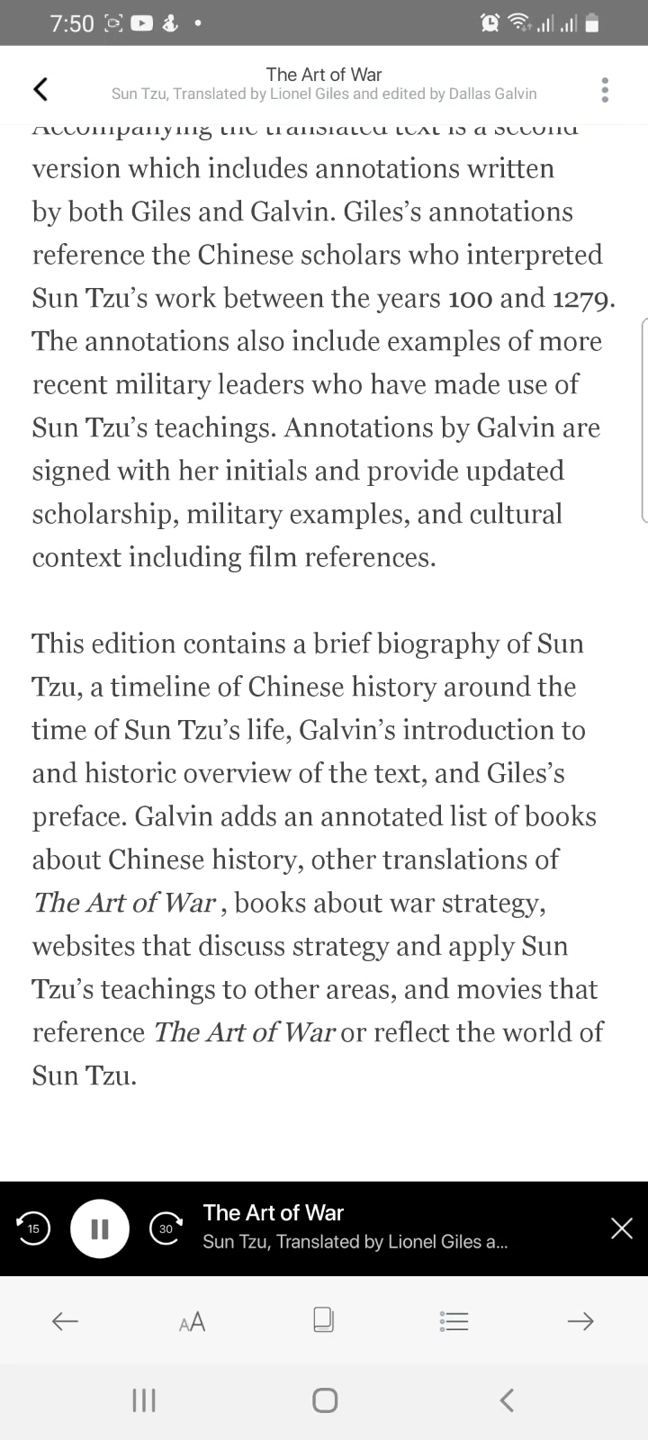 7:50
The Art of War
Sun Tzu, Translated by Lionel Giles and edited by Dallas Galvin
Accompanying the translated text is a second
version which includes annotations written
by both Giles and Galvin. Giles’s annotations
reference the Chinese scholars who interpreted
Sun Tzu’s work between the years 100 and 1279.
The annotations also include examples of more
recent military leaders who have made use of
Sun Tzu’s teachings. Annotations by Galvin are
signed with her initials and provide updated
scholarship, military examples, and cultural
context including film references.
This edition contains a brief biography of Sun
Tzu, a timeline of Chinese history around the
time of Sun Tzu’s life, Galvin’s introduction to
and historic overview of the text, and Giles’s
preface. Galvin adds an annotated list of books
about Chinese history, other translations of
The Art of War, books about war strategy,
websites that discuss strategy and apply Sun
Tzu’s teachings to other areas, and movies that
reference The Art of War or reflect the world of
Sun Tzu.
15
30
The Art of War
Sun Tzu, Translated by Lionel Giles a...
AA